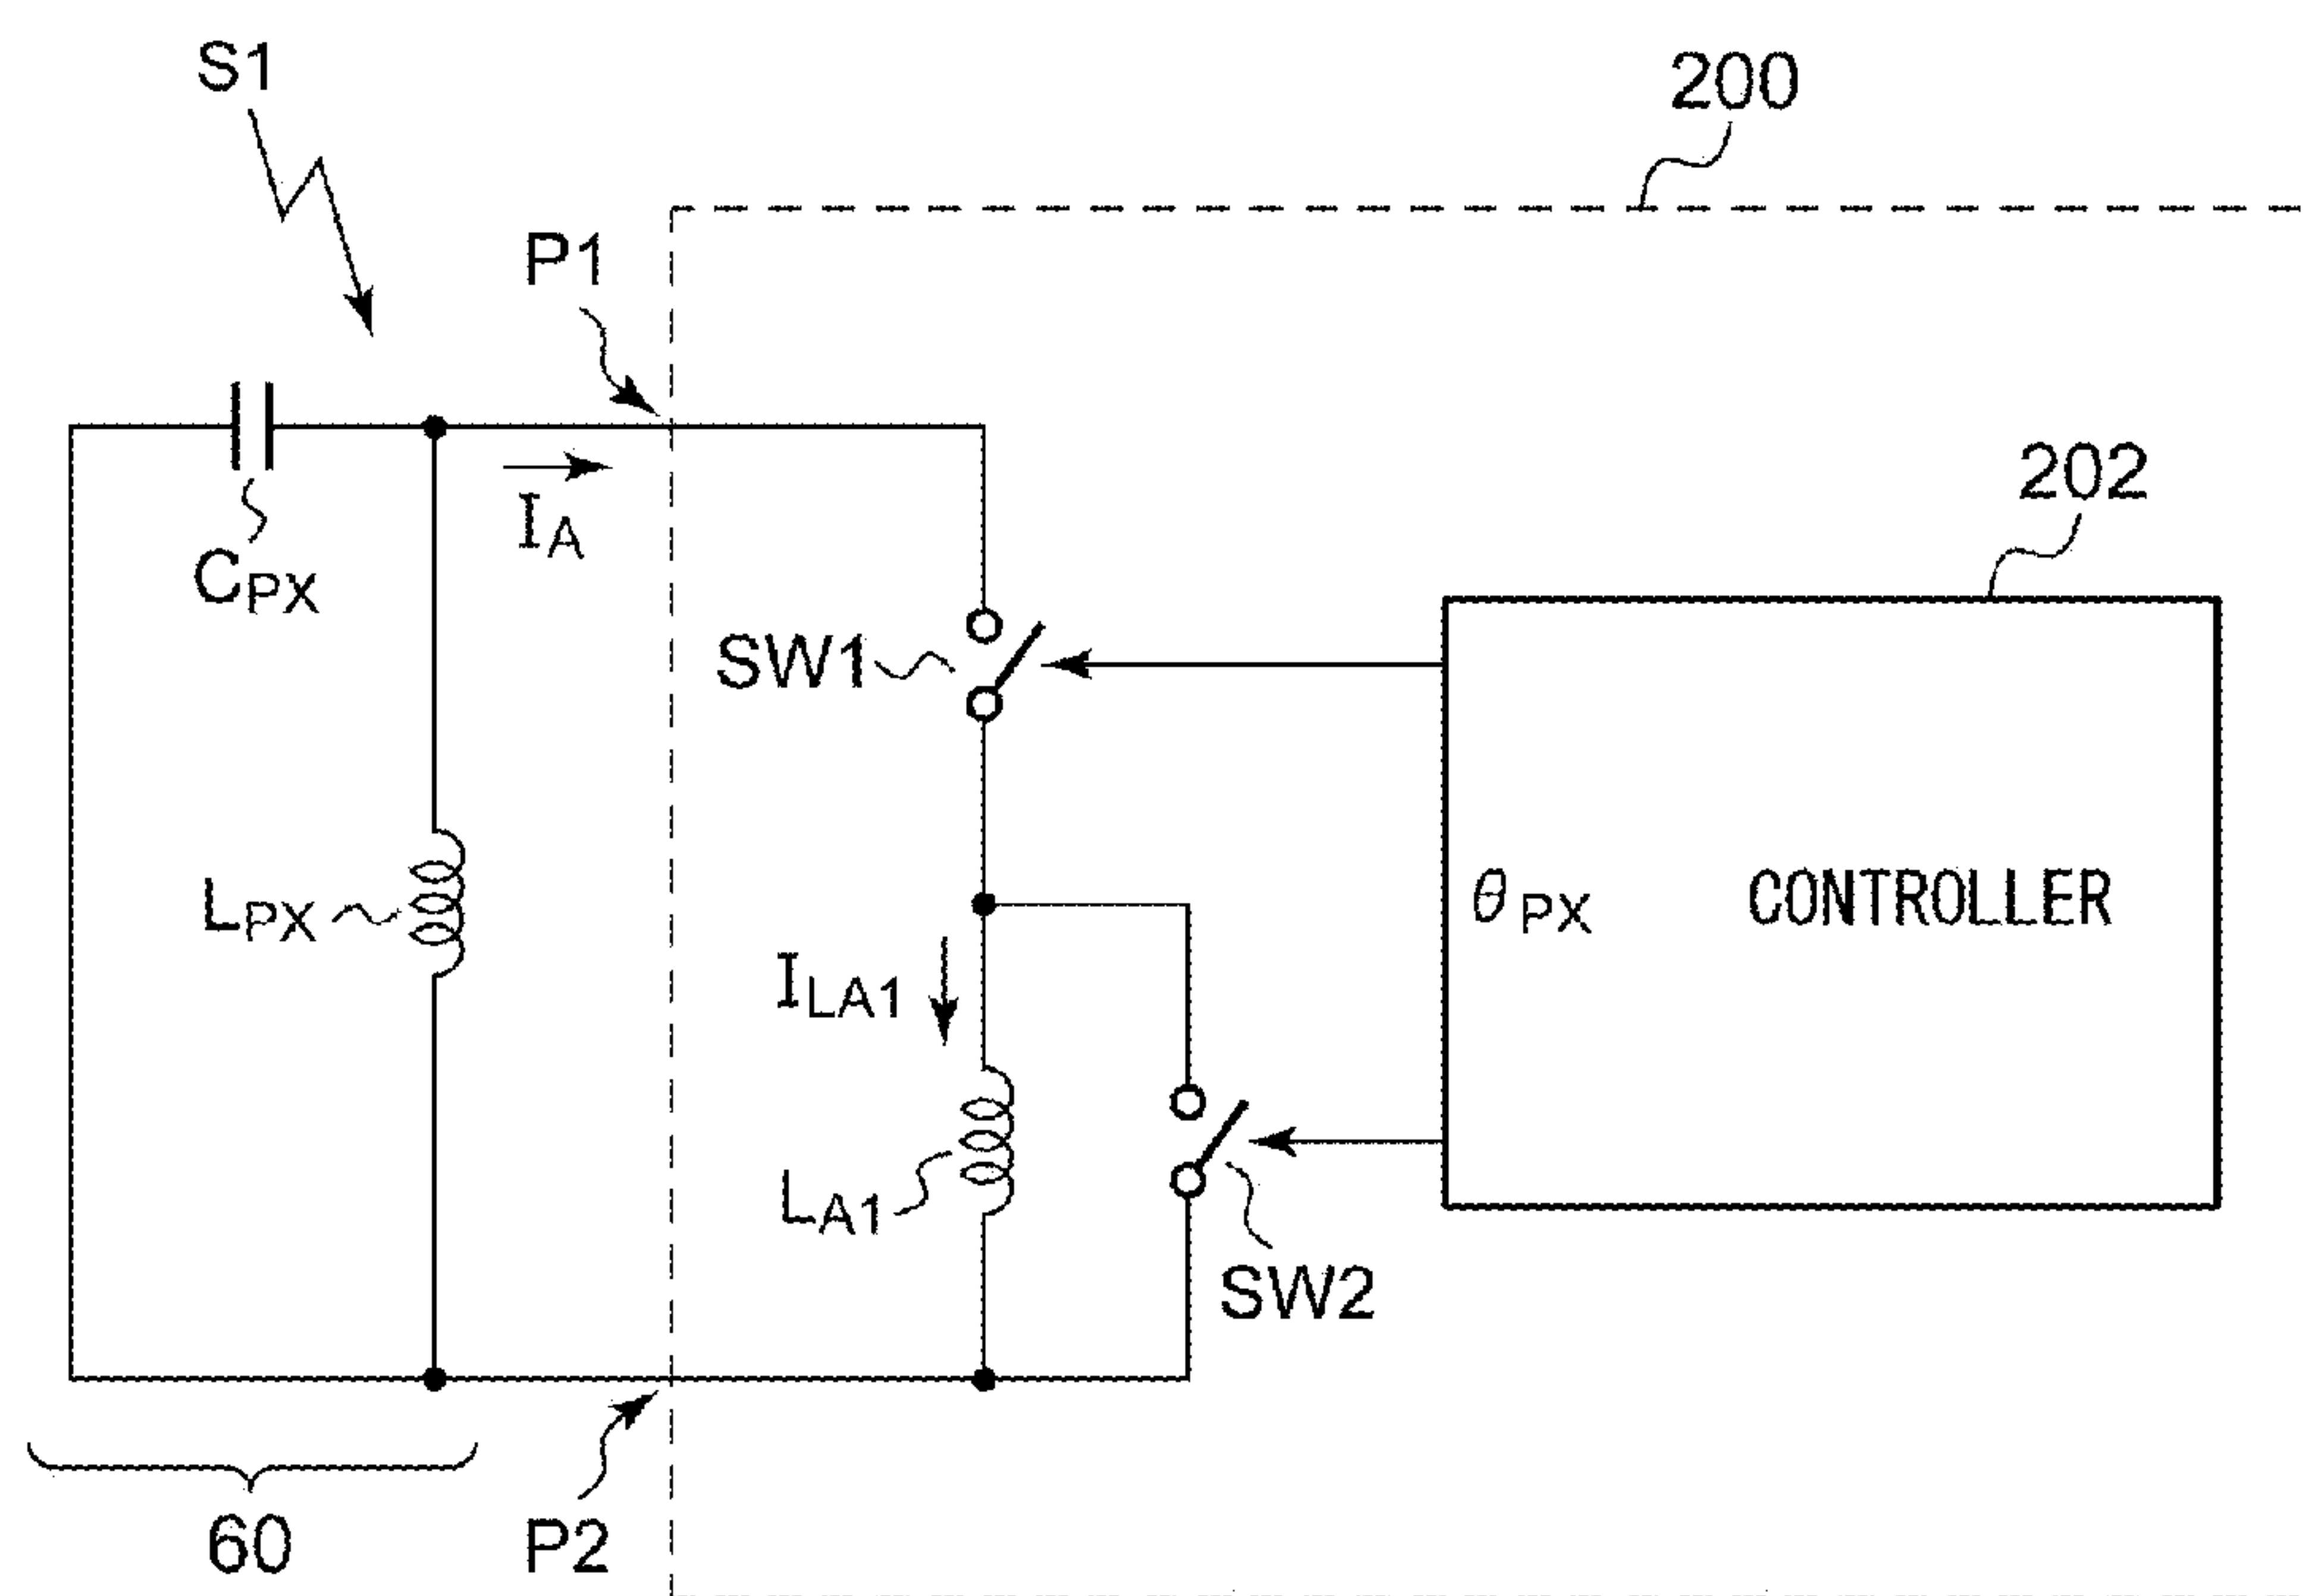 S1
200
P1
202
I_A
C_PX
SW1
L_PX
θ_PX CONTROLLER
I_LA1
L_A1
SW2
60
P2